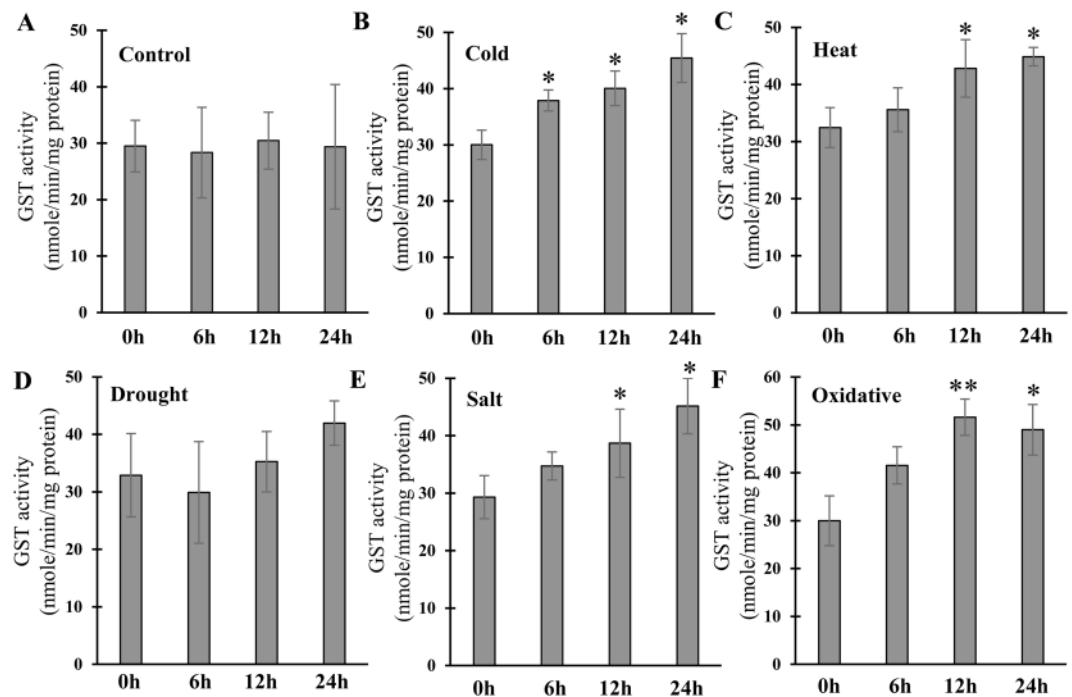 A
Control
GST activity
(nmole/min/mg protein)
50
40
30
20
10
0
0h 6h 12h 24h
B
Cold
GST activity
(nmole/min/mg protein)
50
40
30
20
10
0
* * *
0h 6h 12h 24h
C
Heat
GST activity
(nmole/min/mg protein)
50
40
30
20
10
0
* *
0h 6h 12h 24h
D
Drought
GST activity
(nmole/min/mg protein)
50
40
30
20
10
0
0h 6h 12h 24h
E
Salt
GST activity
(nmole/min/mg protein)
50
40
30
20
10
0
* *
0h 6h 12h 24h
F
Oxidative
GST activity
(nmole/min/mg protein)
60
50
40
30
20
10
0
** *
0h 6h 12h 24h